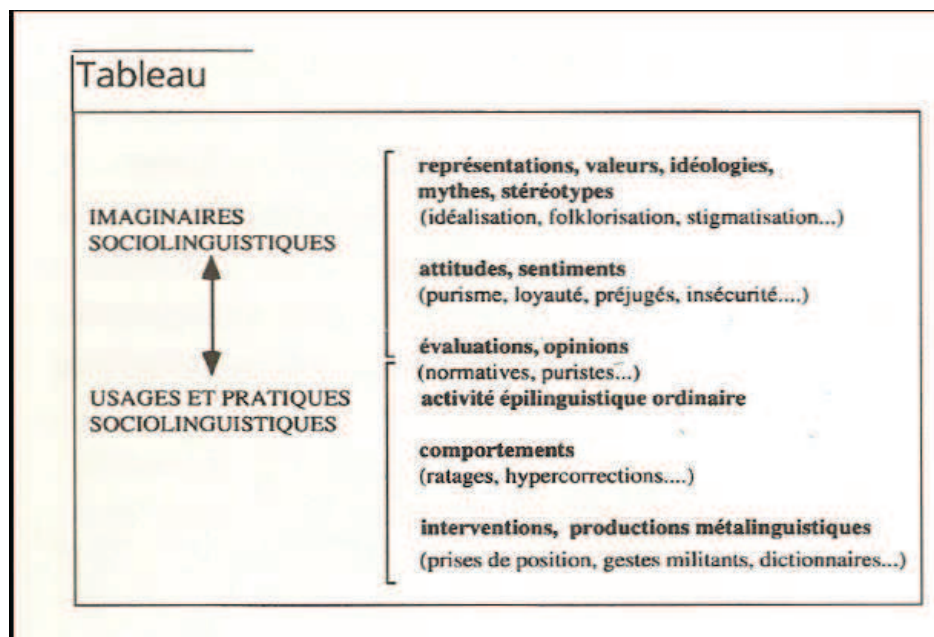 Tableau
IMAGINAIRES
SOCIOLINGUISTIQUES
USAGES ET PRATIQUES
SOCIOLINGUISTIQUES
représentations, valeurs, idéologies,
mythes, stéréotypes
(idéalisation, folklorisation, stigmatisation...)
attitudes, sentiments
(purisme, loyauté, préjugés, insécurité....)
évaluations, opinions
(normatives, puristes...)
activité épilinguistique ordinaire
comportements
(ratages, hypercorrections....)
interventions, productions métalinguistiques
(prises de position, gestes militants, dictionnaires...)